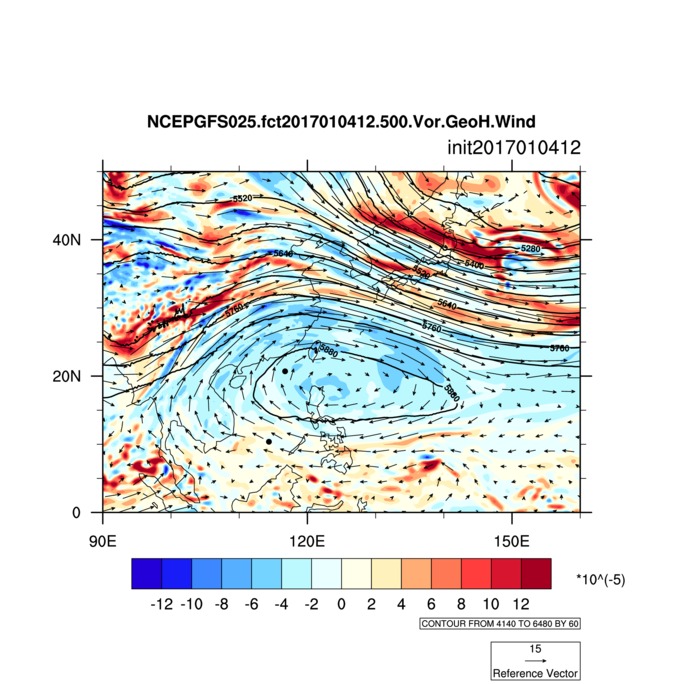 NCEPGFS025.fct2017010412.500.Vor.GeoH.Wind
init2017010412
5520
40N
5280
5640
5400
5520
5640
5760
5760
5760
5880
20N
5880
0
90E 120E 150E
-12 -10 -8 -6 -4 -2 0 2 4 6 8 10 12
*10^(-5)
CONTOUR FROM 4140 TO 6480 BY 60
15
Reference Vector